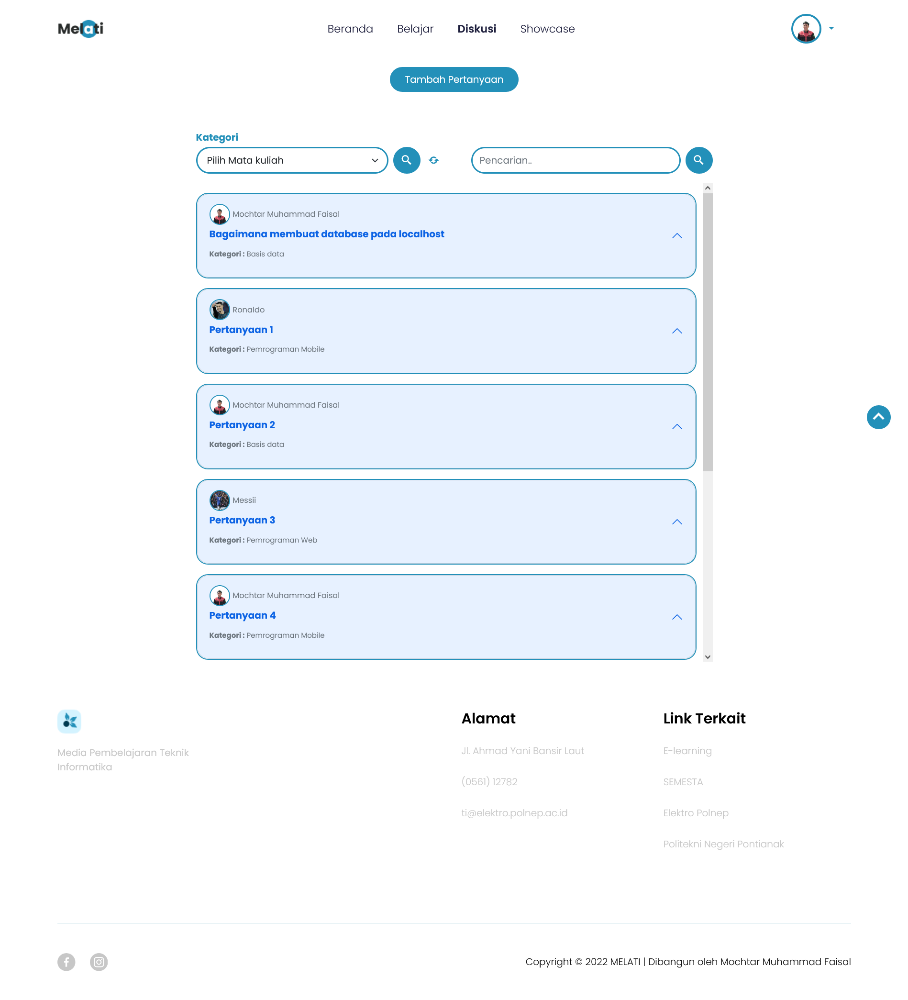 Melati
Beranda Belajar Diskusi Showcase
Tambah Pertanyaan
Kategori
Pilih Mata kuliah
Pencarian..
Mochtar Muhammad Faisal
Bagaimana membuat database pada localhost
Kategori : Basis data
Ronaldo
Pertanyaan 1
Kategori : Pemrograman Mobile
Mochtar Muhammad Faisal
Pertanyaan 2
Kategori : Basis data
Messii
Pertanyaan 3
Kategori : Pemrograman Web
Mochtar Muhammad Faisal
Pertanyaan 4
Kategori : Pemrograman Mobile
Media Pembelajaran Teknik
Informatika
Alamat
Jl. Ahmad Yani Bansir Laut
(0561) 12782
ti@elektro.polnep.ac.id
Link Terkait
E-learning
SEMESTA
Elektro Polnep
Politekni Negeri Pontianak
Copyright © 2022 MELATI | Dibangun oleh Mochtar Muhammad Faisal